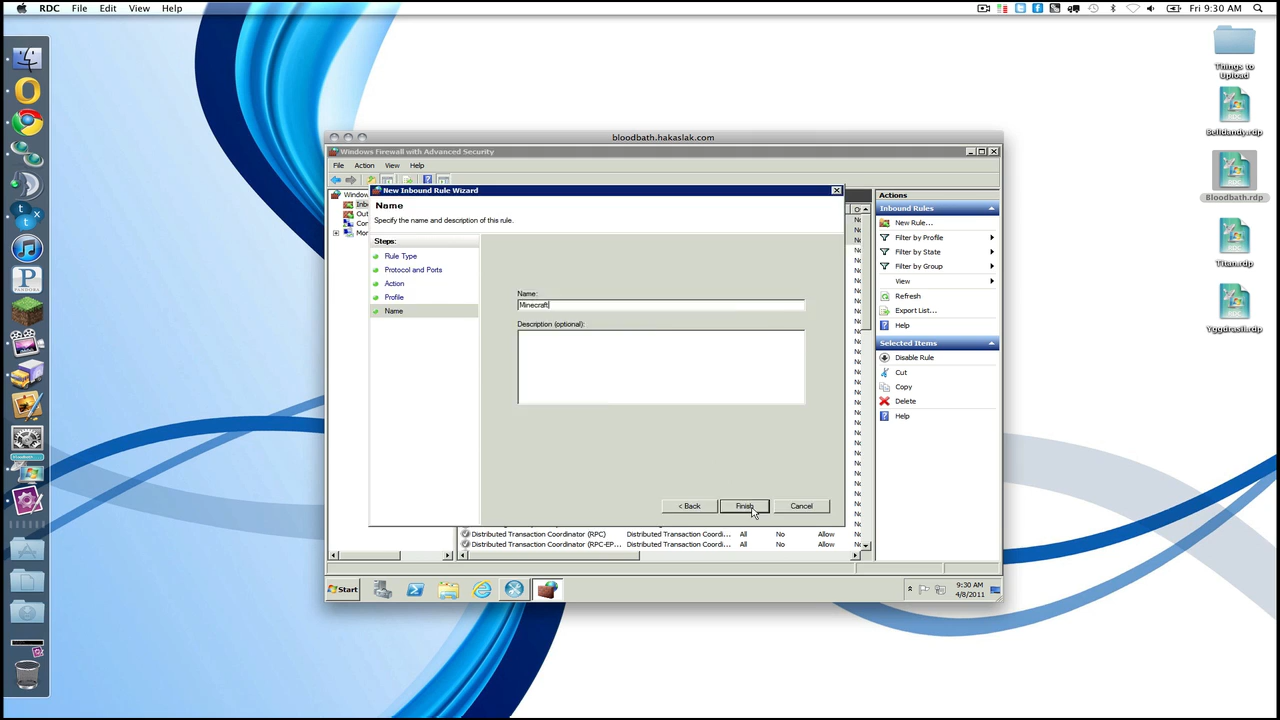 RDC File Edit View Help
Fri 9:30 AM
Things to
Upload
Belldandy.rdp
Bloodbath.rdp
Titan.rdp
Yggdrasil.rdp
PANDORA
bloodbath.hakaslak.com
Windows Firewall with Advanced Security
File Action View Help
New Inbound Rule Wizard
Name
Specify the name and description of this rule.
Steps:
Rule Type
Protocol and Ports
Action
Profile
Name
Name:
Minecraft
Description (optional):
< Back Finish Cancel
Distributed Transaction Coordinator (RPC) Distributed Transaction Coordi... All No Allow
Distributed Transaction Coordinator (RPC-EP... Distributed Transaction Coordi... All No Allow
Actions
Inbound Rules
New Rule...
Filter by Profile
Filter by State
Filter by Group
View
Refresh
Export List...
Help
Selected Items
Disable Rule
Cut
Copy
Delete
Help
Start
9:30 AM
4/8/2011